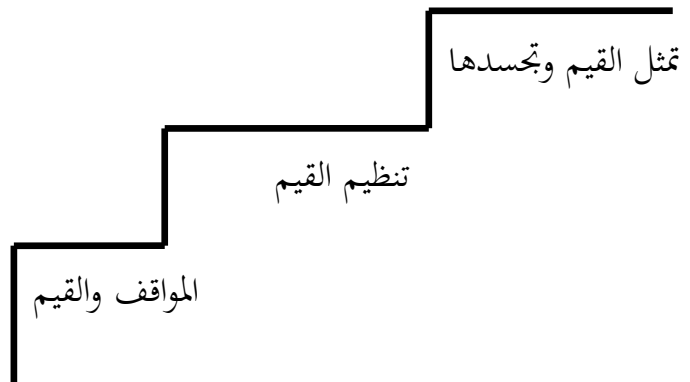 تمثل القيم وتجسدها
تنظيم القيم
المواقف والقيم